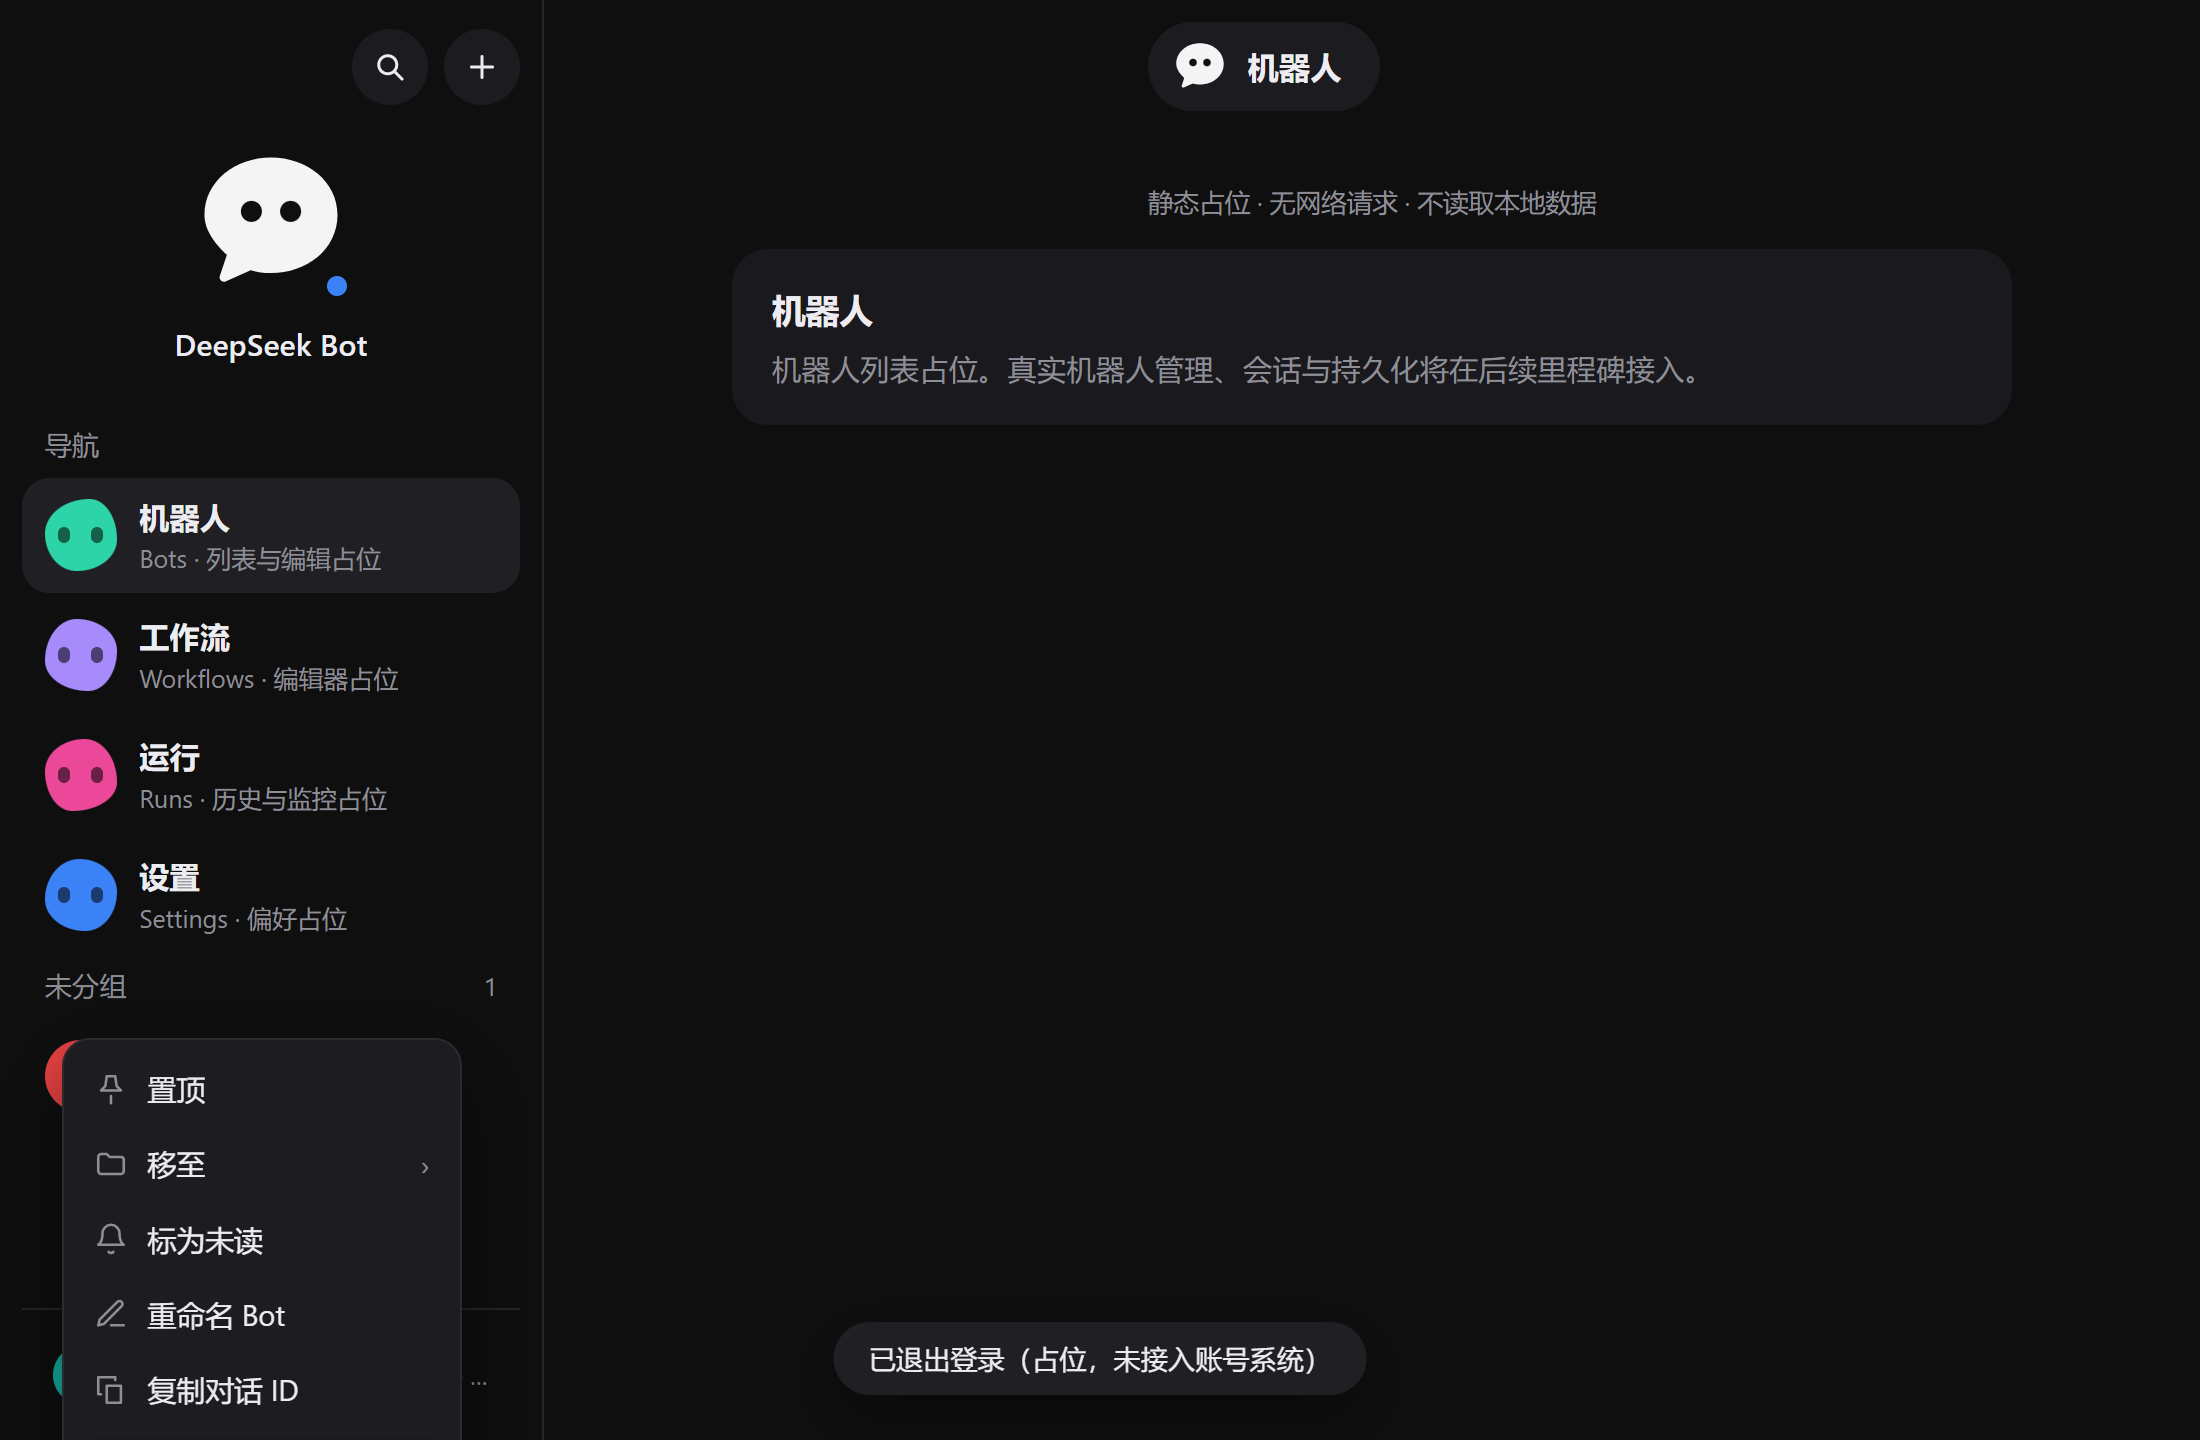 机器人
静态占位 · 无网络请求 · 不读取本地数据
机器人
机器人列表占位。真实机器人管理、会话与持久化将在后续里程碑接入。
DeepSeek Bot
导航
机器人
Bots · 列表与编辑占位
工作流
Workflows · 编辑器占位
运行
Runs · 历史与监控占位
设置
Settings · 偏好占位
未分组 1
置顶
移至
标为未读
重命名 Bot
复制对话 ID
...
已退出登录（占位，未接入账号系统）